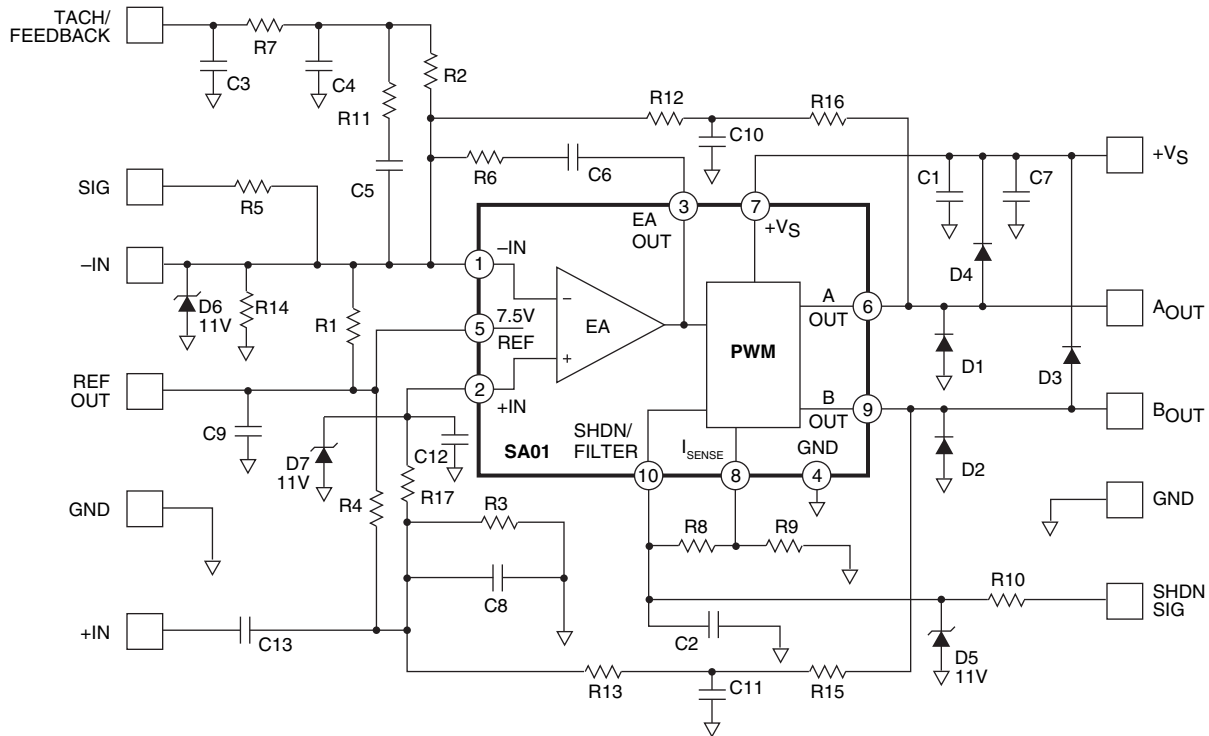 TACH/
FEEDBACK
R7
C3
C4
R2
R11
C5
R12
R16
C10
R6
C6
+VS
SIG
R5
C1
C7
3
7
EA
OUT
+VS
–IN
–IN
1
D4
D6
11V
R14
R1
–
EA
+
5
7.5V
REF
2
+IN
PWM
A
OUT
6
AOUT
D1
D3
REF
OUT
C9
B
OUT
9
BOUT
D7
11V
C12
SA01
SHDN/
FILTER
ISENSE
GND
10
8
4
D2
R17
R4
GND
R3
C8
R8
R9
GND
R10
SHDN
SIG
+IN
C13
C2
D5
11V
R13
C11
R15